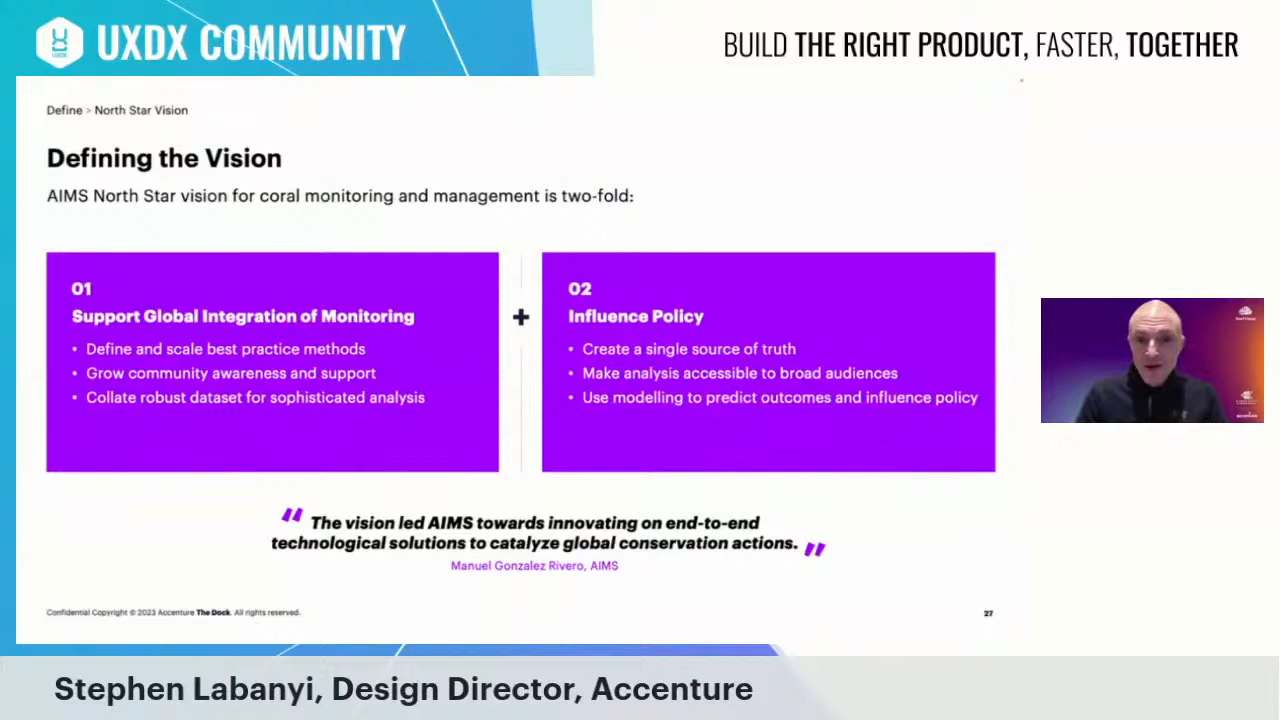 UXDX COMMUNITY
BUILD THE RIGHT PRODUCT, FASTER, TOGETHER
Define > North Star Vision
Defining the Vision
AIMS North Star vision for coral monitoring and management is two-fold:
01
Support Global Integration of Monitoring
• Define and scale best practice methods
• Grow community awareness and support
• Collate robust dataset for sophisticated analysis
+
02
Influence Policy
• Create a single source of truth
• Make analysis accessible to broad audiences
• Use modelling to predict outcomes and influence policy
"The vision led AIMS towards innovating on end-to-end
technological solutions to catalyze global conservation actions."
Manuel Gonzalez Rivero, AIMS
Confidential Copyright © 2023 Accenture The Dock. All rights reserved.
27
Stephen Labanyi, Design Director, Accenture